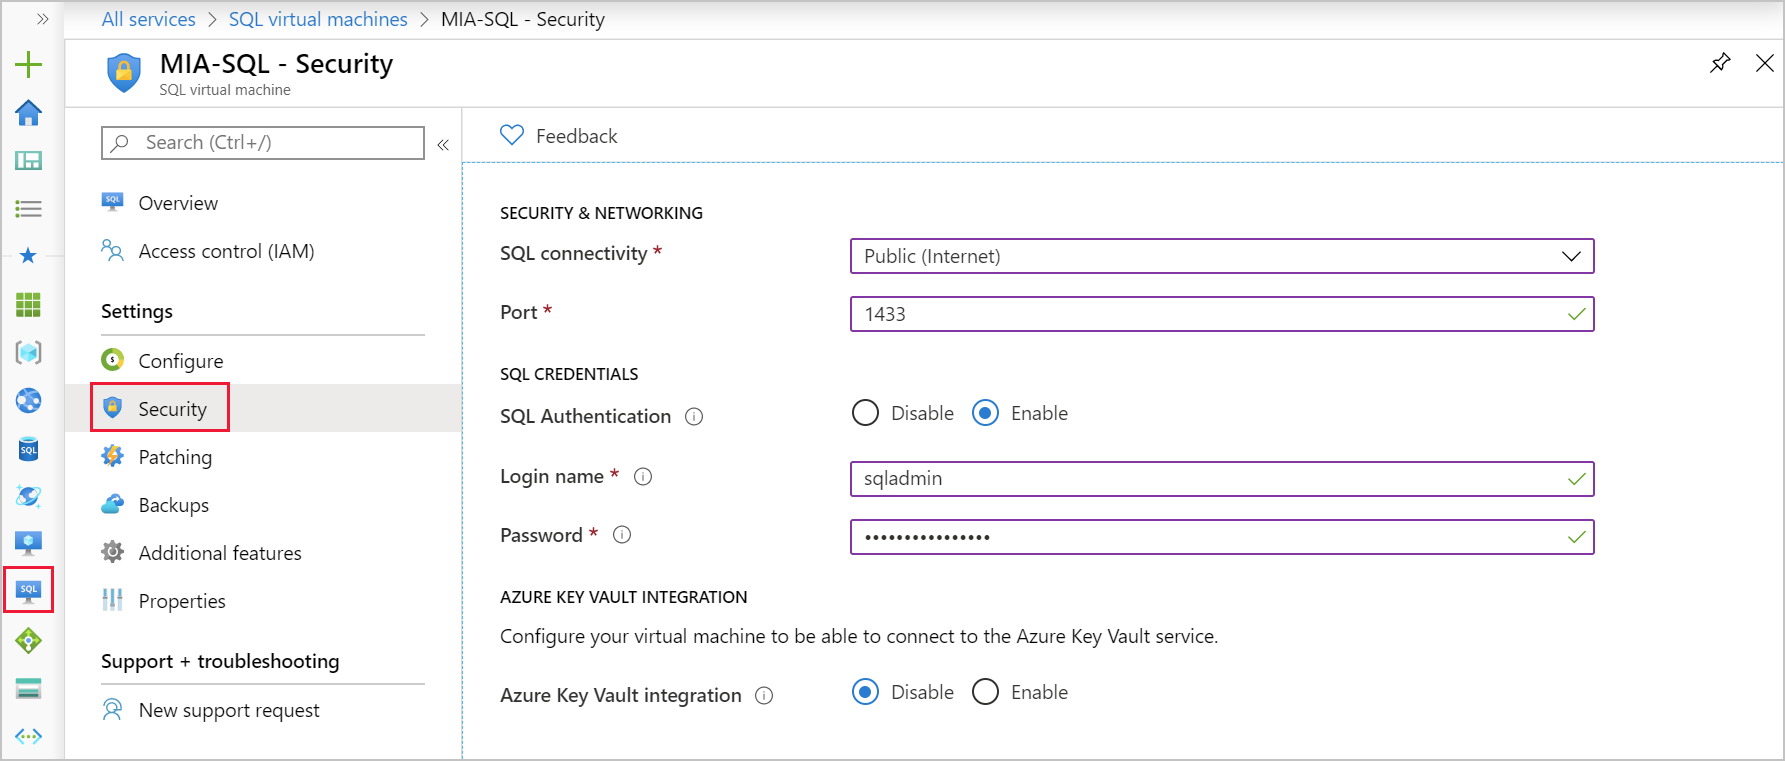 All services > SQL virtual machines > MIA-SQL - Security
MIA-SQL - Security
SQL virtual machine
Search (Ctrl+/)
Overview
Access control (IAM)
Settings
Configure
Security
Patching
Backups
Additional features
Properties
Support + troubleshooting
New support request
Feedback
SECURITY & NETWORKING
SQL connectivity * Public (Internet)
Port * 1433
SQL CREDENTIALS
SQL Authentication Disable Enable
Login name * sqladmin
Password * ••••••••••••••••
AZURE KEY VAULT INTEGRATION
Configure your virtual machine to be able to connect to the Azure Key Vault service.
Azure Key Vault integration Disable Enable
SQL
SQL
SQL